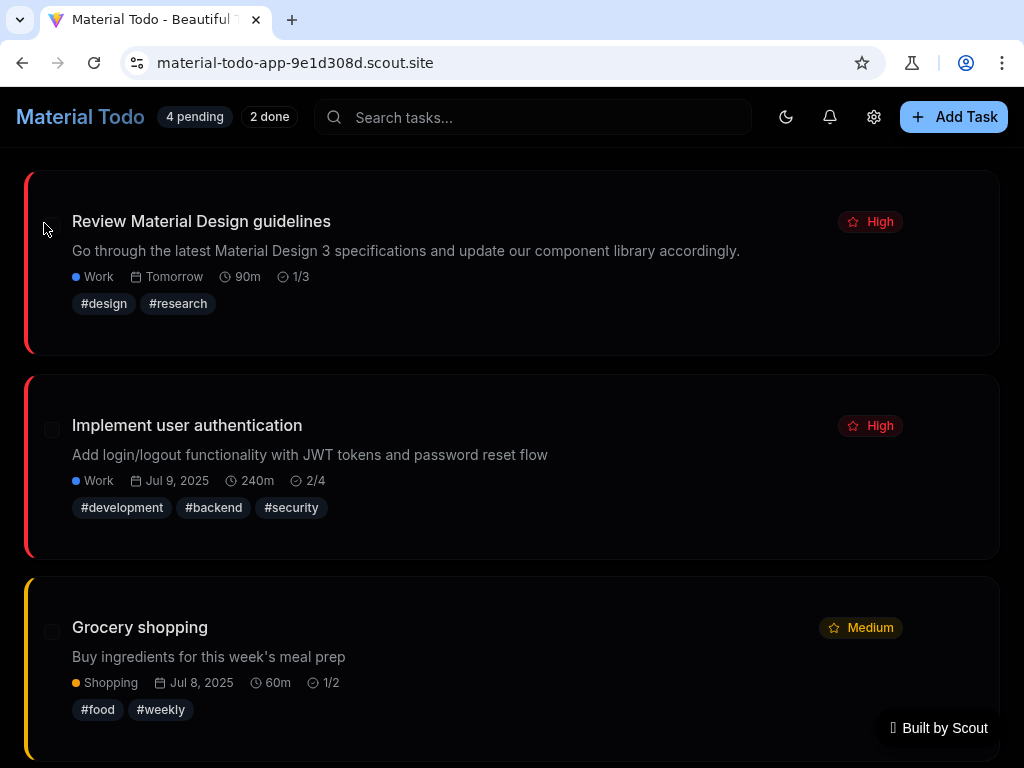 Material Todo - Beautiful T
material-todo-app-9e1d308d.scout.site
Material Todo
4 pending
2 done
Search tasks...
Add Task
Review Material Design guidelines
High
Go through the latest Material Design 3 specifications and update our component library accordingly.
Work Tomorrow 90m 1/3
#design #research
Implement user authentication
High
Add login/logout functionality with JWT tokens and password reset flow
Work Jul 9, 2025 240m 2/4
#development #backend #security
Grocery shopping
Medium
Buy ingredients for this week's meal prep
Shopping Jul 8, 2025 60m 1/2
#food #weekly
Built by Scout